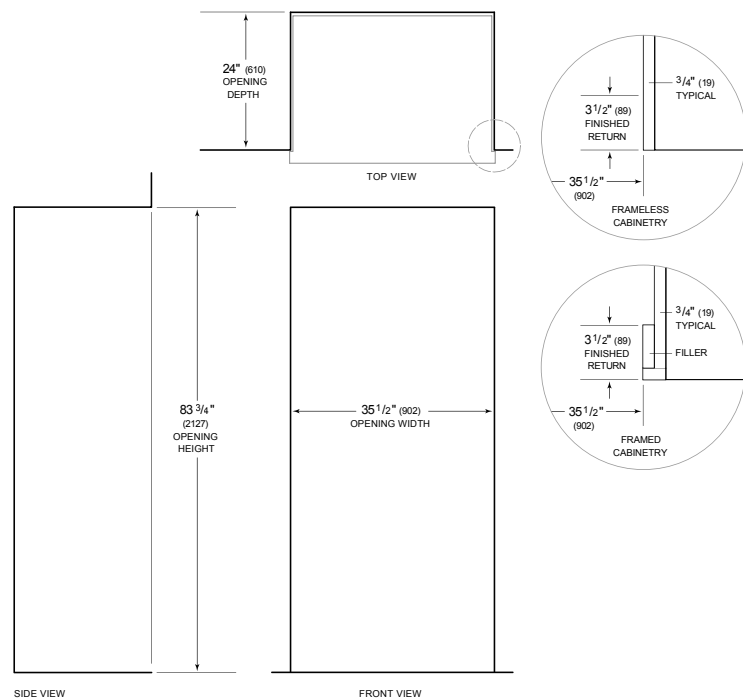 24" (610)
OPENING
DEPTH
TOP VIEW
3/4" (19)
TYPICAL
3 1/2" (89)
FINISHED
RETURN
35 1/2"
(902)
FRAMELESS
CABINETRY
3/4" (19)
TYPICAL
3 1/2" (89)
FINISHED
RETURN
FILLER
35 1/2"
(902)
FRAMED
CABINETRY
83 3/4"
(2127)
OPENING
HEIGHT
35 1/2" (902)
OPENING WIDTH
SIDE VIEW
FRONT VIEW